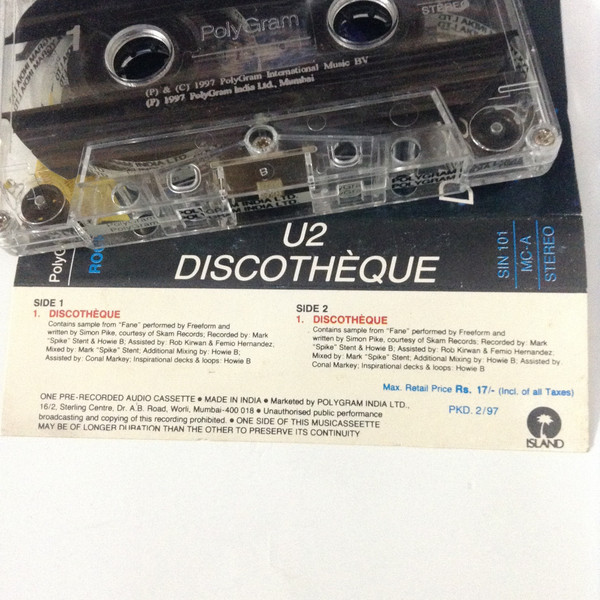 1
PolyGram
STEREO
(P) & (C) 1997 PolyGram International Music BV
(P) 1997 PolyGram India Ltd., Mumbai
B
INDIA LTD
U2
DISCOTHÈQUE
SIN 101
MC-A
STEREO
SIDE 1
1. DISCOTHÈQUE
Contains sample from "Fane" performed by Freeform and
written by Simon Pike, courtesy of Skam Records; Recorded by: Mark
"Spike" Stent & Howie B; Assisted by: Rob Kirwan & Femio Hernandez.
Mixed by: Mark "Spike" Stent; Additional Mixing by: Howie B;
Assisted by: Conal Markey; Inspirational decks & loops: Howie B
SIDE 2
1. DISCOTHÈQUE
Contains sample from "Fane" performed by Freeform and
written by Simon Pike, courtesy of Skam Records; Recorded by: Mark
"Spike" Stent & Howie B; Assisted by: Rob Kirwan & Femio Hernandez.
Mixed by: Mark "Spike" Stent; Additional Mixing by: Howie B; Assisted by:
Conal Markey; Inspirational decks & loops: Howie B
Max. Retail Price Rs. 17/- (Incl. of all Taxes)
ONE PRE-RECORDED AUDIO CASSETTE ● MADE IN INDIA ● Marketed by POLYGRAM INDIA LTD.,
16/2, Sterling Centre, Dr. A.B. Road, Worli, Mumbai-400 018 ● Unauthorised public performance
broadcasting and copying of this recording prohibited. ● ONE SIDE OF THIS MUSICASSEETTE
MAY BE OF LONGER DURATION THAN THE OTHER TO PRESERVE ITS CONTINUITY
PKD. 2/97
ISLAND